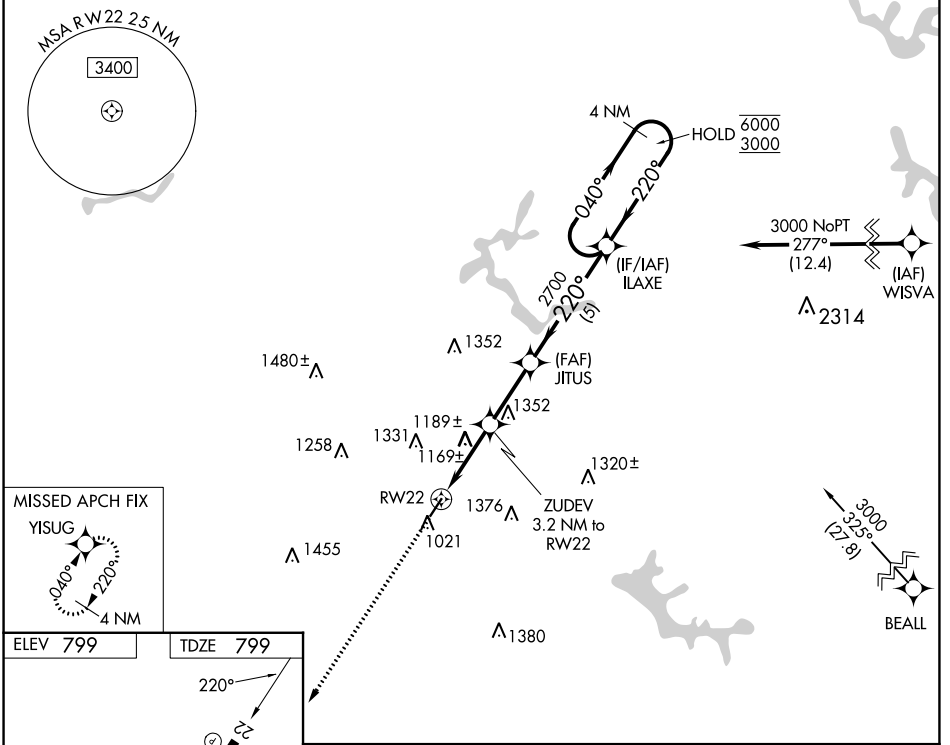 MSA RW22 25 NM
3400
4 NM
HOLD
6000
3000
040°
220°
3000 NoPT
277°
(12.4)
(IAF)
WISVA
(IF/IAF)
ILAXE
2314
2700
220°
(5)
1352
1480±
(FAF)
JITUS
1352
1189±
1331
1258
1169±
1320±
RW22
1376
ZUDEV
3.2 NM to
RW22
1021
1455
3000
325°
(27.8)
BEALL
MISSED APCH FIX
YISUG
040°
220°
4 NM
1380
ELEV 799
TDZE 799
220°
22
P